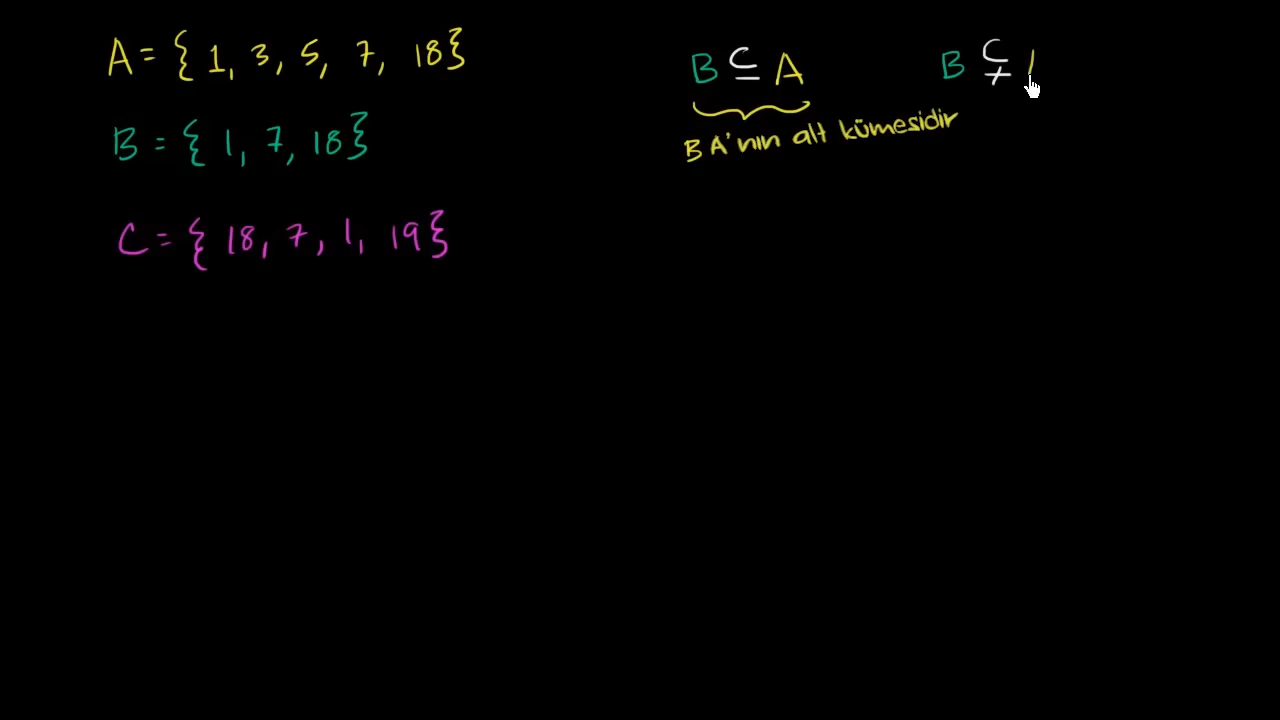 A = { 1, 3, 5, 7, 18}
B ⊆ A
B ⊊
B A'nın alt kümesidir
B = { 1, 7, 18}
C = { 18, 7, 1, 19}